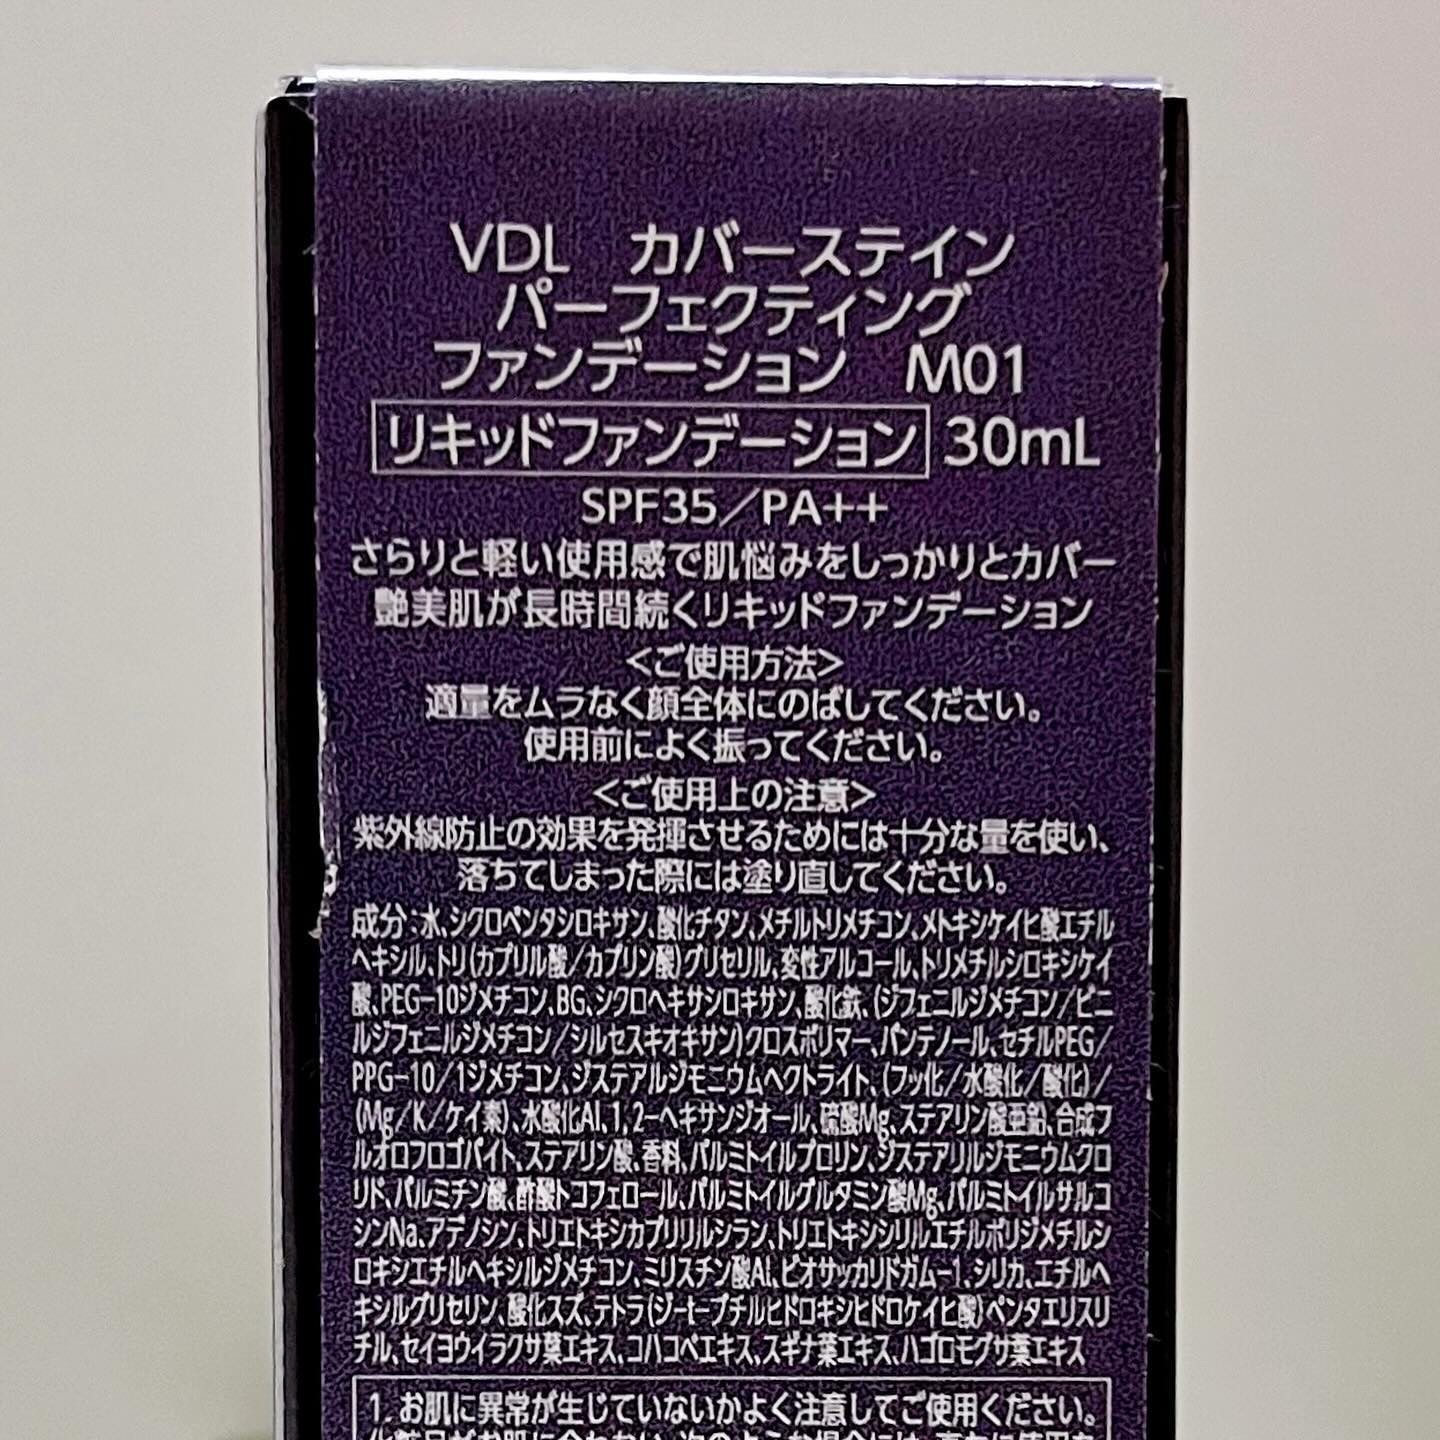 VDL　カバーステイン
パーフェクティング
ファンデーション　M01
リキッドファンデーション 30mL
SPF35／PA++
さらりと軽い使用感で肌悩みをしっかりとカバー
艶美肌が長時間続くリキッドファンデーション
<ご使用方法>
適量をムラなく顔全体にのばしてください。
使用前によく振ってください。
<ご使用上の注意>
紫外線防止の効果を発揮させるためには十分な量を使い、
落ちてしまった際には塗り直してください。
成分:水、シクロペンタシロキサン、酸化チタン、メチルトリメチコン、メトキシケイヒ酸エチル
ヘキシル、トリ(カプリル酸/カプリン酸)グリセリル、変性アルコール、トリメチルシロキシケイ
酸、PEG-10ジメチコン、BG、シクロヘキサシロキサン、酸化鉄、(ジフェニルジメチコン/ビニ
ルジフェニルジメチコン/シルセスキオキサン)クロスポリマー、パンテノール、セチルPEG/
PPG-10/1ジメチコン、ジステアルジモニウムヘクトライト、(フッ化/水酸化/酸化)/
(Mg/K/ケイ素)、水酸化Al、1,2-ヘキサンジオール、硫酸Mg、ステアリン酸亜鉛、合成フ
ルオロフロゴパイト、ステアリン酸、香料、パルミトイルプロリン、ジステアリルジモニウムクロ
リド、パルミチン酸、酢酸トコフェロール、パルミトイルグルタミン酸Mg、パルミトイルサルコ
シンNa、アデノシン、トリエトキシカプリリルシラン、トリエトキシシリルエチルポリジメチルシ
ロキシエチルヘキシルジメチコン、ミリスチン酸Al、ビオサッカリドガム-1、シリカ、エチルヘ
キシルグリセリン、酸化スズ、テトラ(ジ-t-ブチルヒドロキシヒドロケイヒ酸)ペンタエリスリ
チル、セイヨウイラクサ葉エキス、コハコベエキス、スギナ葉エキス、ハゴロモグサ葉エキス
1. お肌に異常が生じていないかよく注意してご使用ください。